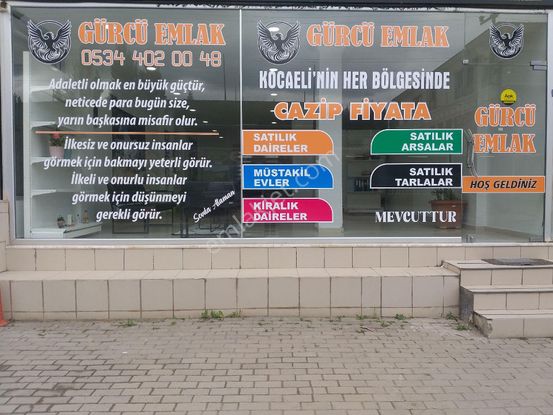 GÜRCÜ EMLAK
0534 402 00 48
Adaletli olmak en büyük güçtür,
neticede para bugün size,
yarın başkasına misafir olur.
İlkesiz ve onursuz insanlar
görmek için bakmayı yeterli görür.
İlkeli ve onurlu insanlar
görmek için düşünmeyi
gerekli görür.
GÜRCÜ EMLAK
KOCAELİ'NİN HER BÖLGESİNDE
CAZİP FİYATA
SATILIK
DAİRELER
MÜSTAKİL
EVLER
KİRALIK
DAİRELER
SATILIK
ARSALAR
SATILIK
TARLALAR
MEVCUTTUR
Açık
GÜRCÜ
EMLAK
HOŞ GELDİNİZ